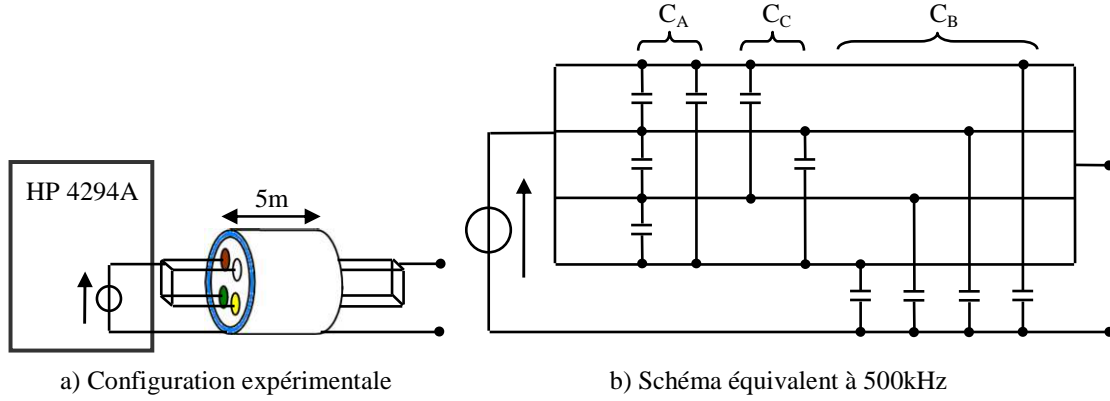 C_A C_C C_B
HP 4294A
5m
a) Configuration expérimentale
b) Schéma équivalent à 500kHz